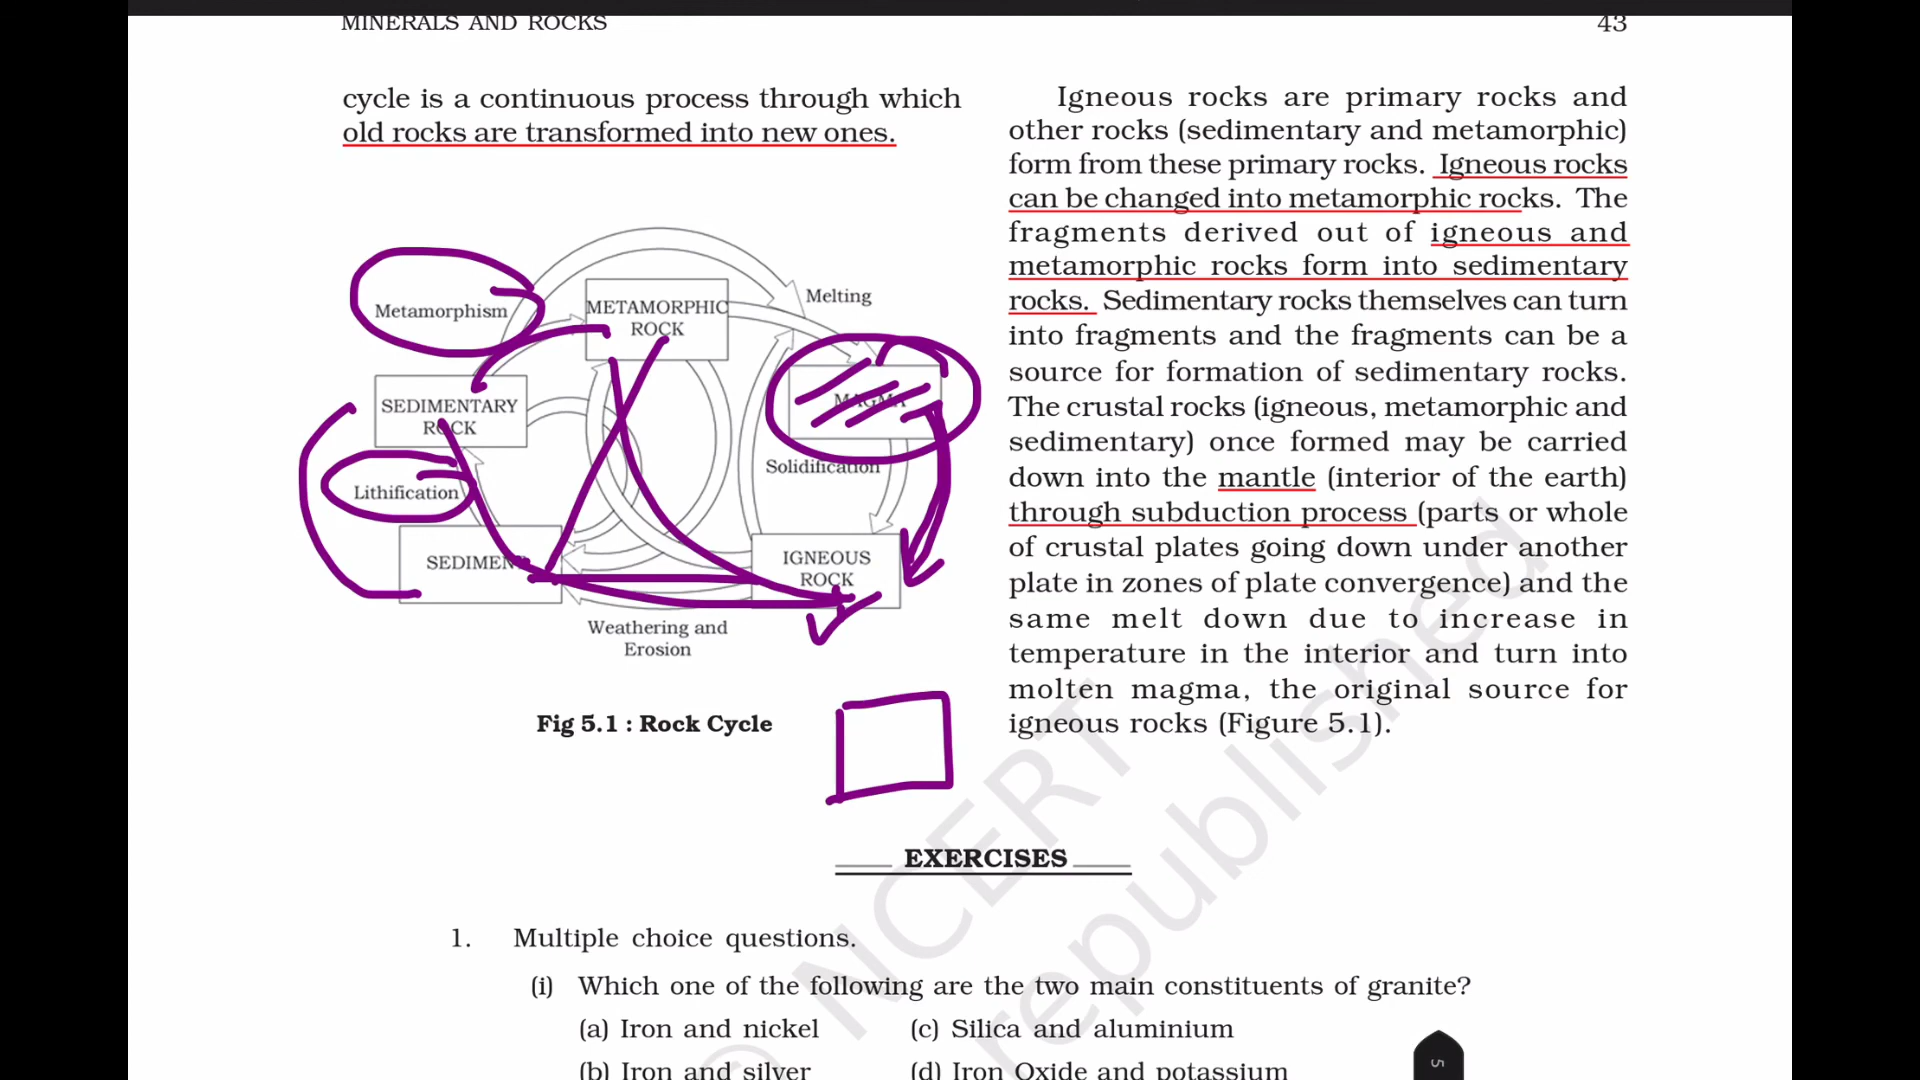 MINERALS AND ROCKS
43
cycle is a continuous process through which
old rocks are transformed into new ones.
Metamorphism
METAMORPHIC
ROCK
Melting
SEDIMENTARY
ROCK
MAGMA
Solidification
Lithification
SEDIMENT
IGNEOUS
ROCK
Weathering and
Erosion
Fig 5.1 : Rock Cycle
Igneous rocks are primary rocks and
other rocks (sedimentary and metamorphic)
form from these primary rocks. Igneous rocks
can be changed into metamorphic rocks. The
fragments derived out of igneous and
metamorphic rocks form into sedimentary
rocks. Sedimentary rocks themselves can turn
into fragments and the fragments can be a
source for formation of sedimentary rocks.
The crustal rocks (igneous, metamorphic and
sedimentary) once formed may be carried
down into the mantle (interior of the earth)
through subduction process (parts or whole
of crustal plates going down under another
plate in zones of plate convergence) and the
same melt down due to increase in
temperature in the interior and turn into
molten magma, the original source for
igneous rocks (Figure 5.1).
EXERCISES
1. Multiple choice questions.
(i) Which one of the following are the two main constituents of granite?
(a) Iron and nickel
(c) Silica and aluminium
(b) Iron and silver
(d) Iron Oxide and potassium
© NCERT
republished
5